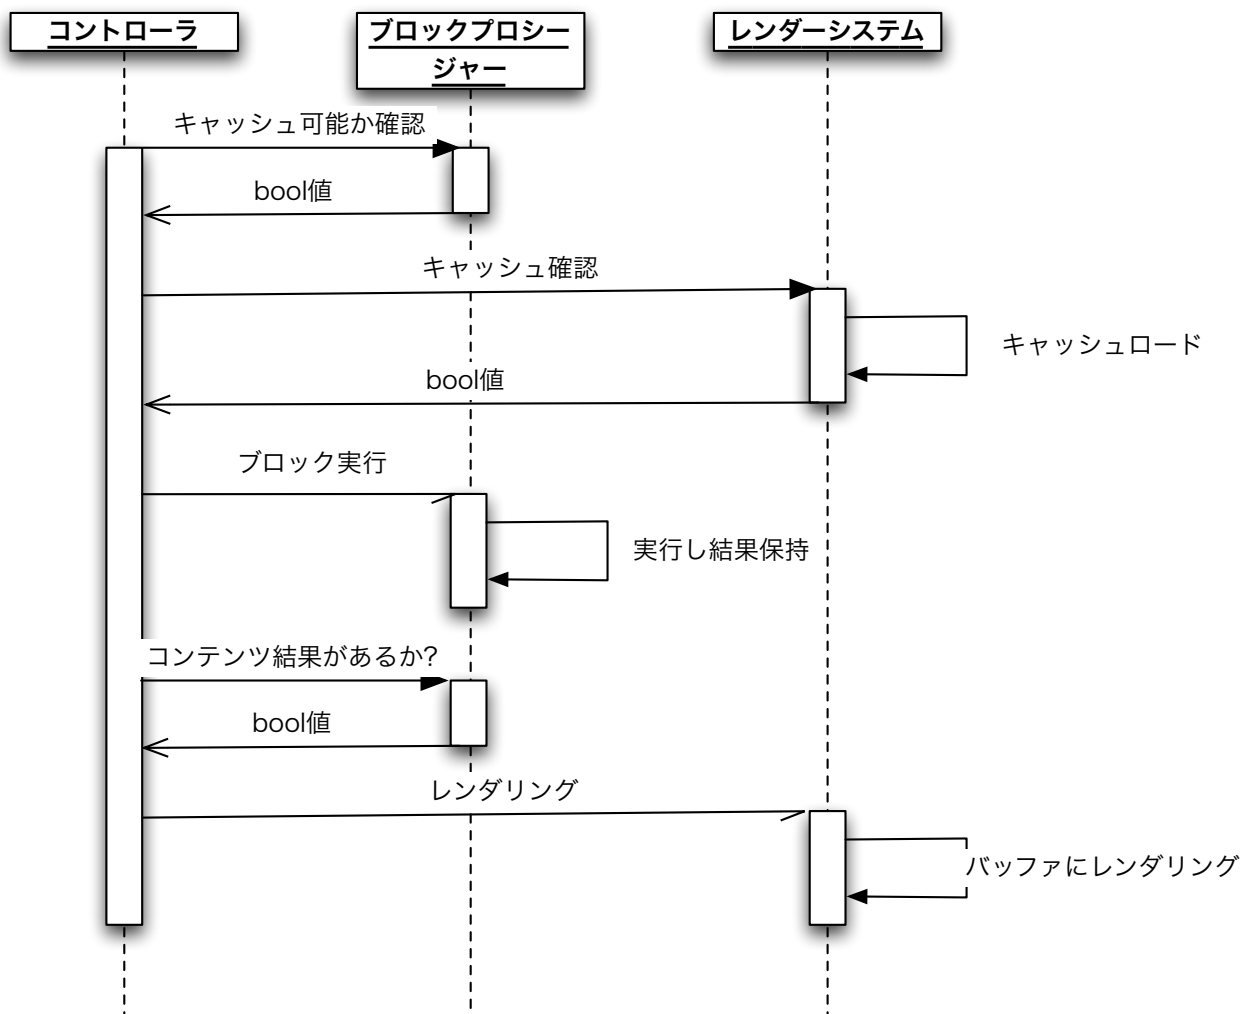 コントローラ
ブロックプロシー
ジャー
レンダーシステム
キャッシュ可能か確認
bool値
キャッシュ確認
キャッシュロード
bool値
ブロック実行
実行し結果保持
コンテンツ結果があるか?
bool値
レンダリング
バッファにレンダリング